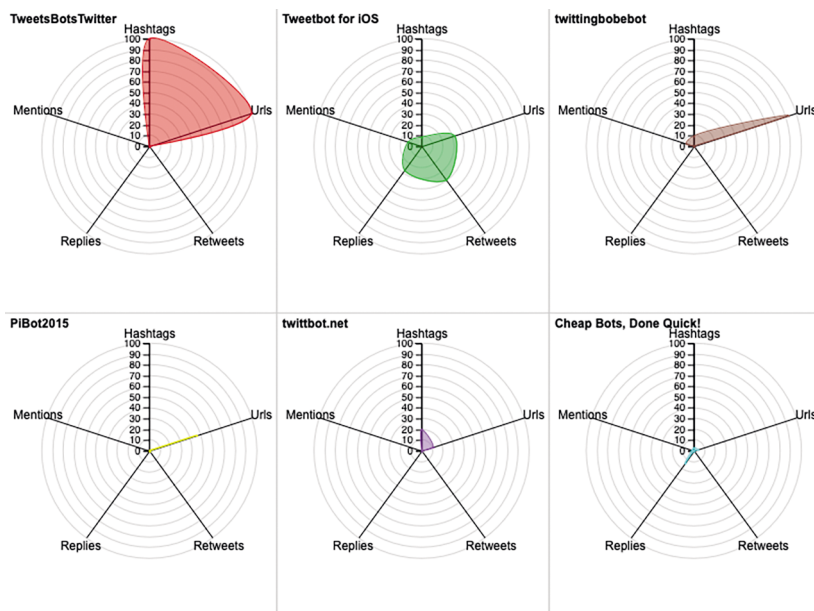 TweetsBotsTwitter
Hashtags
100
90
80
70
60
50
40
30
20
10
0
Mentions
Urls
Replies
Retweets
Tweetbot for iOS
Hashtags
100
90
80
70
60
50
40
30
20
10
0
Mentions
Urls
Replies
Retweets
twittingbobebot
Hashtags
100
90
80
70
60
50
40
30
20
10
0
Mentions
Urls
Replies
Retweets
PiBot2015
Hashtags
100
90
80
70
60
50
40
30
20
10
0
Mentions
Urls
Replies
Retweets
twittbot.net
Hashtags
100
90
80
70
60
50
40
30
20
10
0
Mentions
Urls
Replies
Retweets
Cheap Bots, Done Quick!
Hashtags
100
90
80
70
60
50
40
30
20
10
0
Mentions
Urls
Replies
Retweets